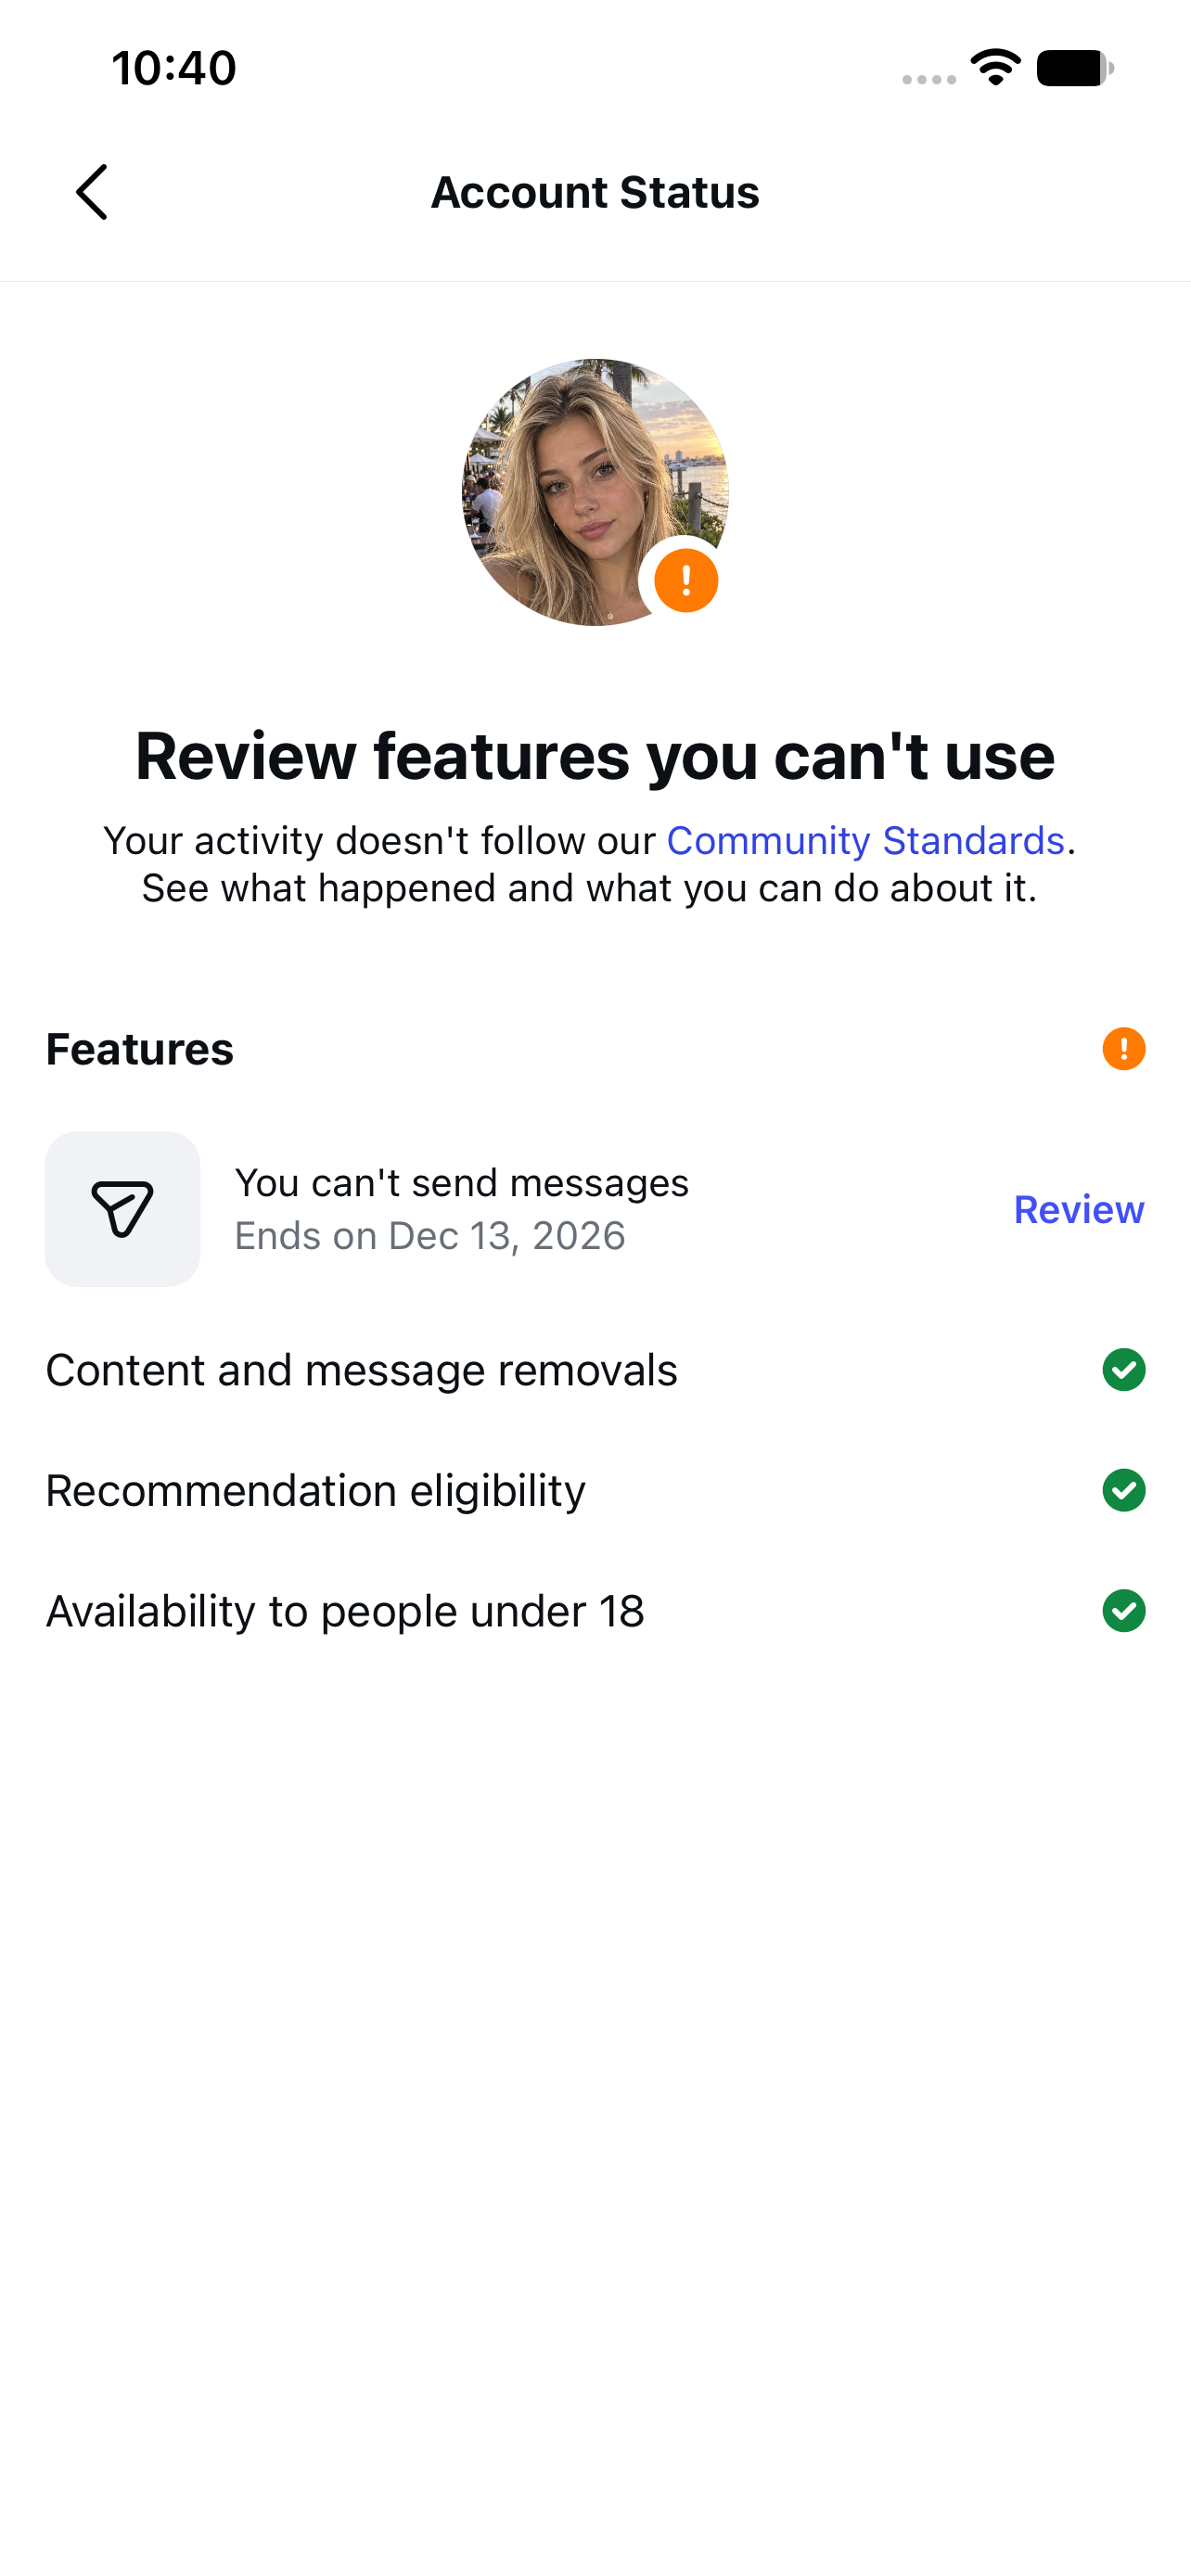 10:40
Account Status
Review features you can't use
Your activity doesn't follow our Community Standards.
See what happened and what you can do about it.
Features
You can't send messages
Ends on Dec 13, 2026
Review
Content and message removals
Recommendation eligibility
Availability to people under 18